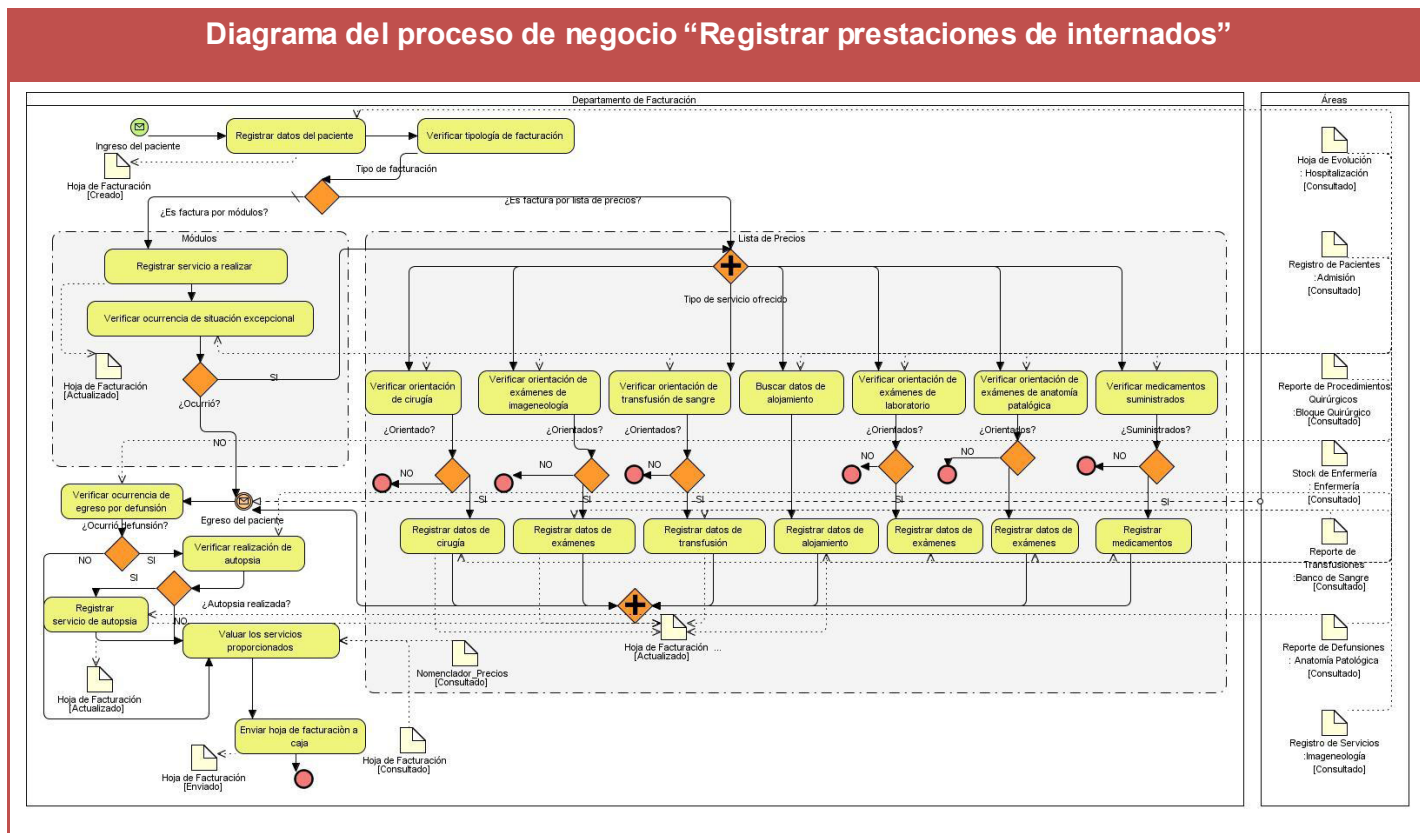 Diagrama del proceso de negocio “Registrar prestaciones de internados”
Departamento de Facturación
Áreas
Ingreso del paciente
Registrar datos del paciente
Verificar tipología de facturación
Hoja de Facturación
[Creado]
Tipo de facturación
¿Es factura por módulos?
¿Es factura por lista de precios?
Módulos
Registrar servicio a realizar
Verificar ocurrencia de situación excepcional
Hoja de Facturación
[Actualizado]
¿Ocurrió?
SI
NO
Lista de Precios
Tipo de servicio ofrecido
Verificar orientación
de cirugía
Verificar orientación de
exámenes de
imageneología
Verificar orientación de
transfusión de sangre
Buscar datos de
alojamiento
Verificar orientación de
exámenes de
laboratorio
Verificar orientación de
exámenes de anatomía
patalógica
Verificar medicamentos
suministrados
¿Orientado?
¿Orientados?
¿Orientados?
¿Orientados?
¿Orientados?
¿Suministrados?
NO
NO
NO
NO
NO
NO
SI
SI
SI
SI
SI
Registrar datos de
cirugía
Registrar datos de
exámenes
Registrar datos de
transfusión
Registrar datos de
alojamiento
Registrar datos de
exàmenes
Registrar datos de
exámenes
Registrar
medicamentos
Hoja de Facturación ...
[Actualizado]
Nomenclador_Precios
[Consultado]
Verificar ocurrencia de
egreso por defunsión
Egreso del paciente
¿Ocurrió defunsión?
NO
SI
Verificar realización de
autopsia
SI
¿Autopsia realizada?
NO
Registrar
servicio de autopsia
Valuar los servicios
proporcionados
Hoja de Facturación
[Actualizado]
Enviar hoja de facturaciòn a
caja
Hoja de Facturación
[Enviado]
Hoja de Facturación
[Consultado]
Hoja de Evolución
: Hospitalización
[Consultado]
Registro de Pacientes
:Admisión
[Consultado]
Reporte de Procedimientos
Quirúrgicos
:Bloque Quirúrgico
[Consultado]
Stock de Enfermería
: Enfermería
[Consultado]
Reporte de
Transfusiones
:Banco de Sangre
[Consultado]
Reporte de Defunsiones
: Anatomía Patológica
[Consultado]
Registro de Servicios
:Imageneología
[Consultado]